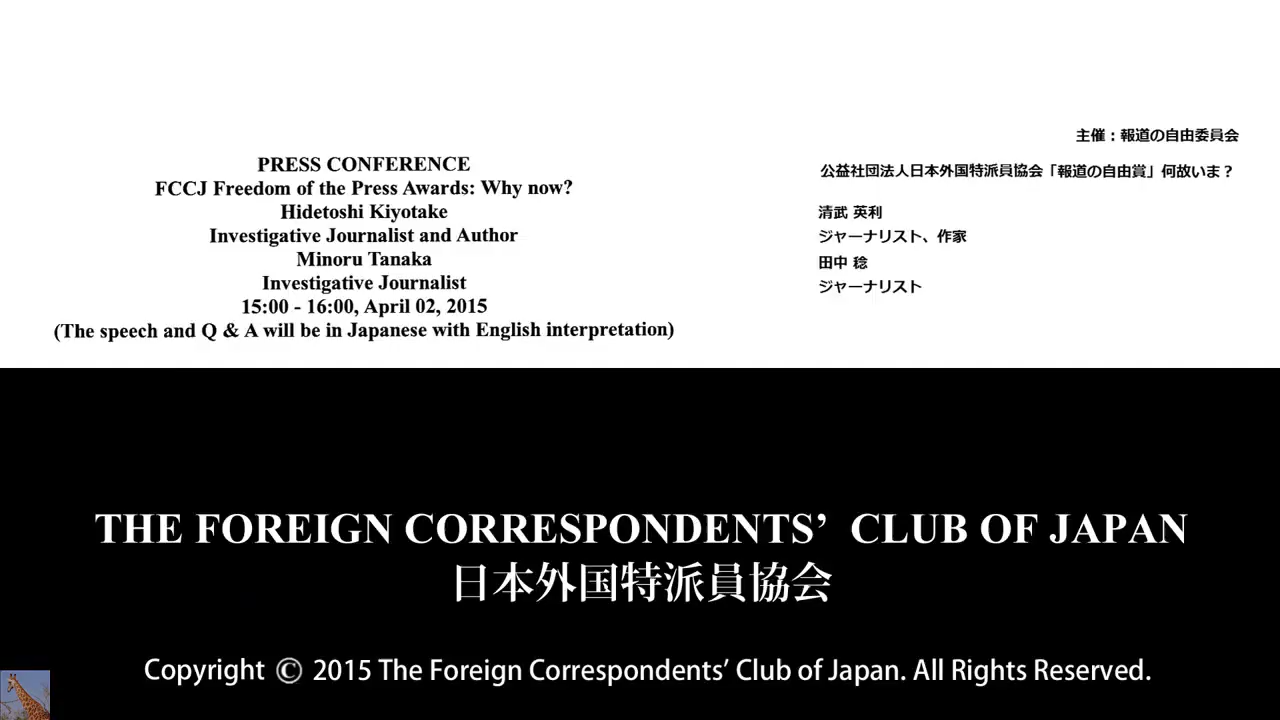 PRESS CONFERENCE
FCCJ Freedom of the Press Awards: Why now?
Hidetoshi Kiyotake
Investigative Journalist and Author
Minoru Tanaka
Investigative Journalist
15:00 - 16:00, April 02, 2015
(The speech and Q & A will be in Japanese with English interpretation)
主催：報道の自由委員会
公益社団法人日本外国特派員協会「報道の自由賞」何故いま？
清武 英利
ジャーナリスト、作家
田中 稔
ジャーナリスト
THE FOREIGN CORRESPONDENTS’ CLUB OF JAPAN
日本外国特派員協会
Copyright © 2015 The Foreign Correspondents’ Club of Japan. All Rights Reserved.